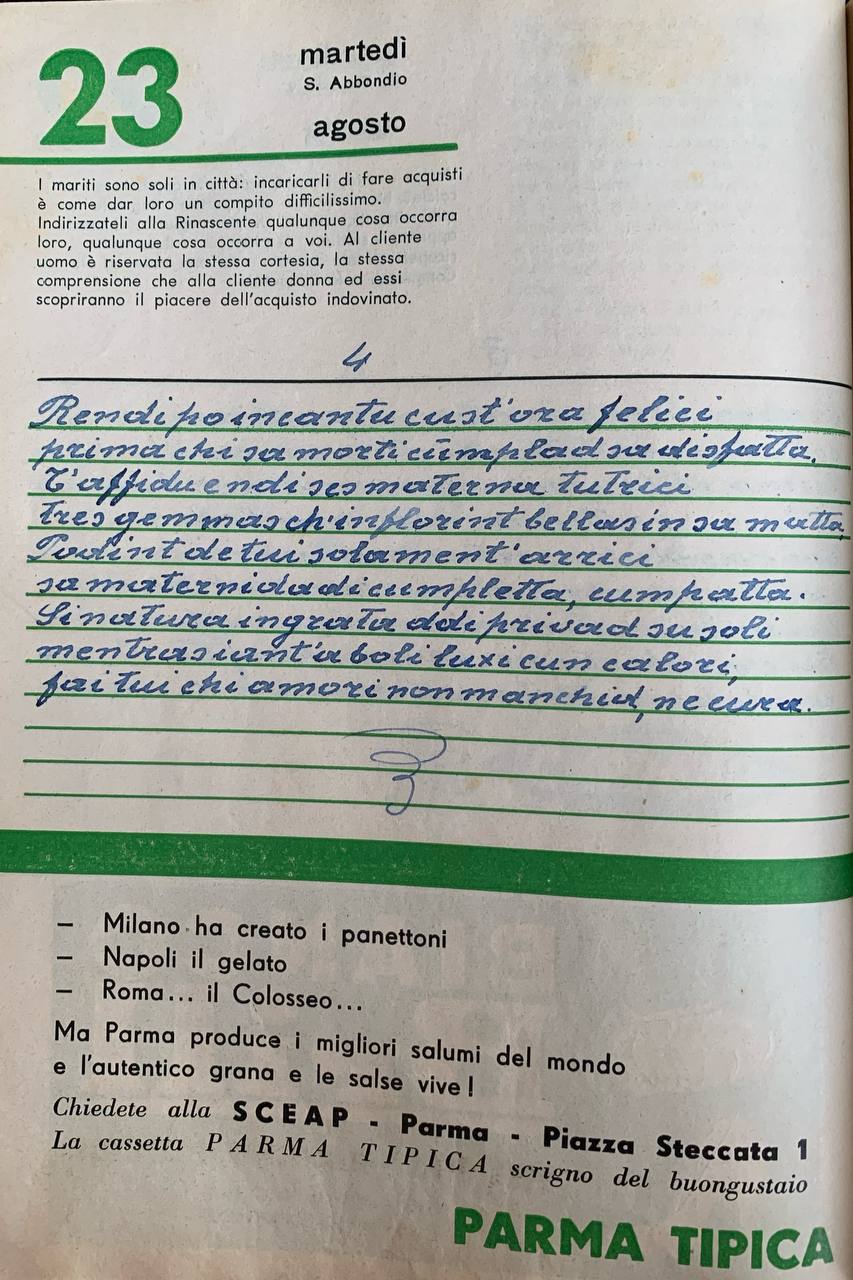 23
martedì
S. Abbondio
agosto
I mariti sono soli in città: incaricarli di fare acquisti
è come dar loro un compito difficilissimo.
Indirizzateli alla Rinascente qualunque cosa occorra
loro, qualunque cosa occorra a voi. Al cliente
uomo è riservata la stessa cortesia, la stessa
comprensione che alla cliente donna ed essi
scopriranno il piacere dell'acquisto indovinato.
4
Rendi po incantu cust'ora felici
prima chi sa morti cumplad sa disfatta.
T'affidu endi ses materna tutrici
tres gemmas ch'inflorint bellas in sa matta,
Podint de tui solament'arrici
sa maternidadi cumpletta, cumpatta.
Si natura ingrata ddi privad su soli
mentras iant'a boli luxi cun calori,
fai tui chi amori non manchid, ne cura.
– Milano ha creato i panettoni
– Napoli il gelato
– Roma... il Colosseo...
Ma Parma produce i migliori salumi del mondo
e l'autentico grana e le salse vive!
Chiedete alla SCEAP - Parma - Piazza Steccata 1
La cassetta PARMA TIPICA scrigno del buongustaio
PARMA TIPICA